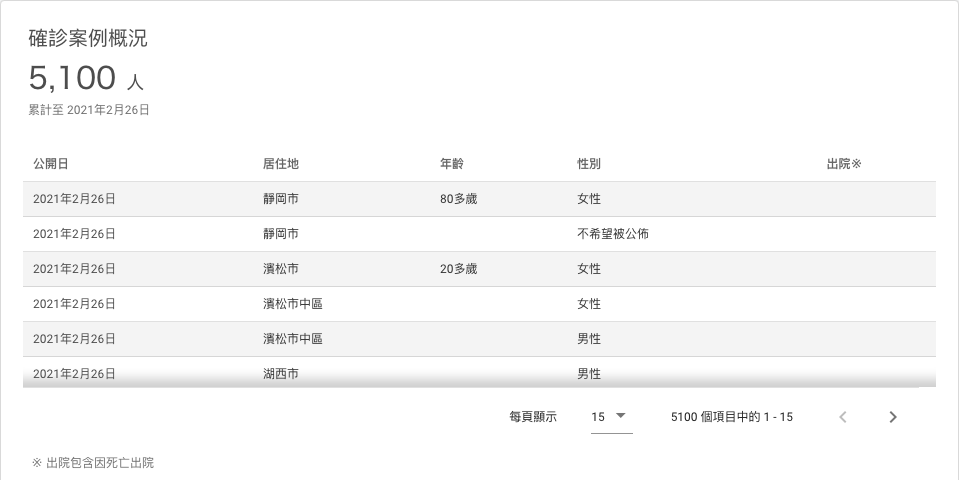 確診案例概況
5,100 人
累計至 2021年2月26日
公開日 居住地 年齡 性別 出院※
2021年2月26日 靜岡市 80多歲 女性
2021年2月26日 靜岡市 不希望被公佈
2021年2月26日 濱松市 20多歲 女性
2021年2月26日 濱松市中區 女性
2021年2月26日 濱松市中區 男性
2021年2月26日 湖西市 男性
每頁顯示 15 5100 個項目中的 1 - 15
※ 出院包含因死亡出院